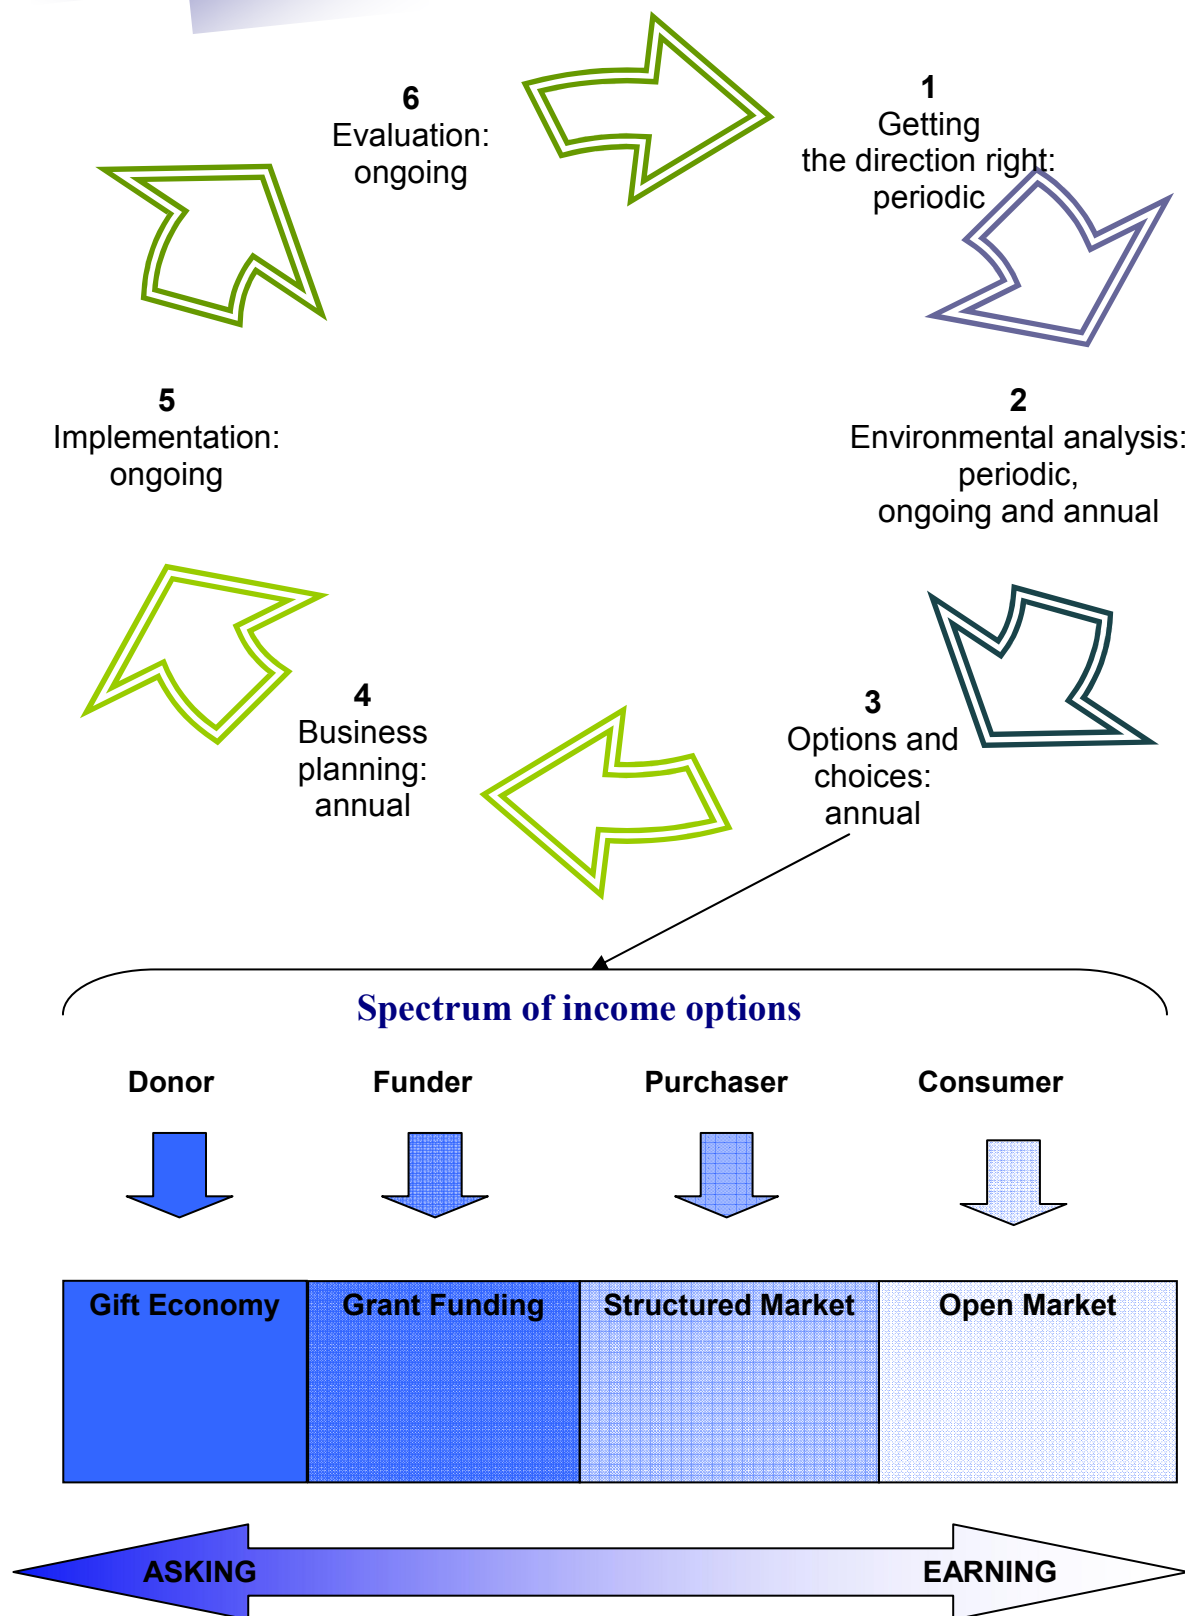 6
Evaluation:
ongoing
1
Getting
the direction right:
periodic
5
Implementation:
ongoing
2
Environmental analysis:
periodic,
ongoing and annual
4
Business
planning:
annual
3
Options and
choices:
annual
Spectrum of income options
Donor
Funder
Purchaser
Consumer
Gift Economy
Grant Funding
Structured Market
Open Market
ASKING
EARNING